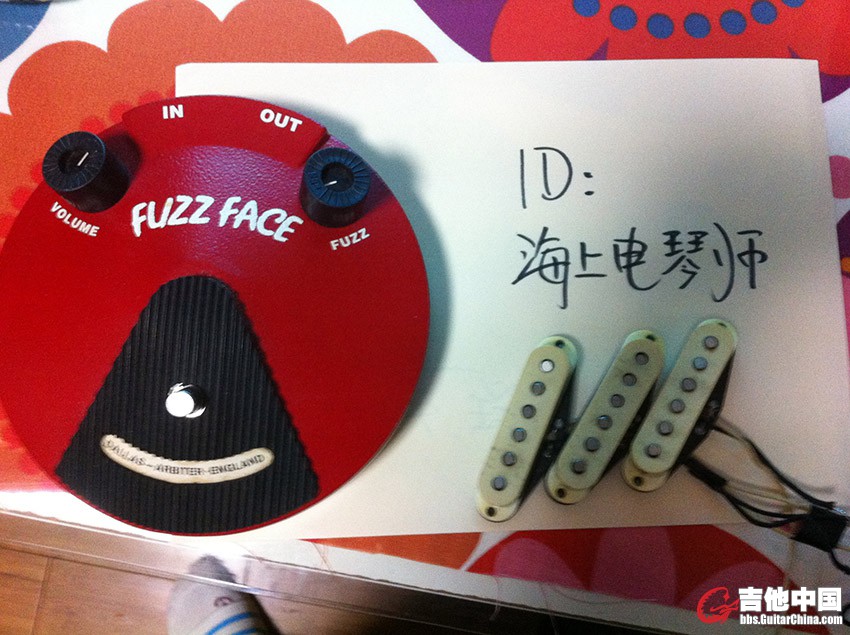 IN
OUT
VOLUME
FUZZ FACE
FUZZ
DALLAS-ARBITER-ENGLAND
ID:
海上电琴师
吉他中国
bbs.GuitarChina.com